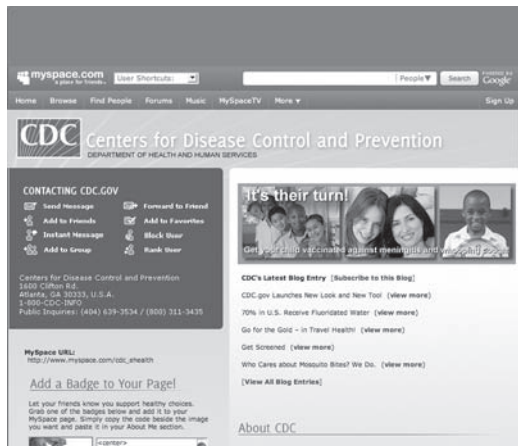 myspace.com
a place for friends
User Shortcuts:
People▼
Search
Google
Home Browse Find People Forums Music MySpaceTV More ▼ Sign Up
CDC Centers for Disease Control and Prevention
DEPARTMENT OF HEALTH AND HUMAN SERVICES
CONTACTING CDC.GOV
Send Message Forward to Friend
Add to Friends Add to Favorites
Instant Message Block User
Add to Group Rank User
Centers for Disease Control and Prevention
1600 Clifton Rd.
Atlanta, GA 30333, U.S.A.
1-800-CDC-INFO
Public Inquiries: (404) 639-3534 / (800) 311-3435
MySpace URL:
http://www.myspace.com/cdc_ehealth
Add a Badge to Your Page!
Let your friends know you support healthy choices.
Grab one of the badges below and add it to your
MySpace page. Simply copy the code beside the image
you want and paste it in your About Me section.
<center>
It's their turn!
Get your child vaccinated against meningitis and whooping cough!
CDC's Latest Blog Entry [Subscribe to this Blog]
CDC.gov Launches New Look and New Tool (view more)
70% in U.S. Receive Fluoridated Water (view more)
Go for the Gold – in Travel Health! (view more)
Get Screened (view more)
Who Cares about Mosquito Bites? We Do. (view more)
[View All Blog Entries]
About CDC